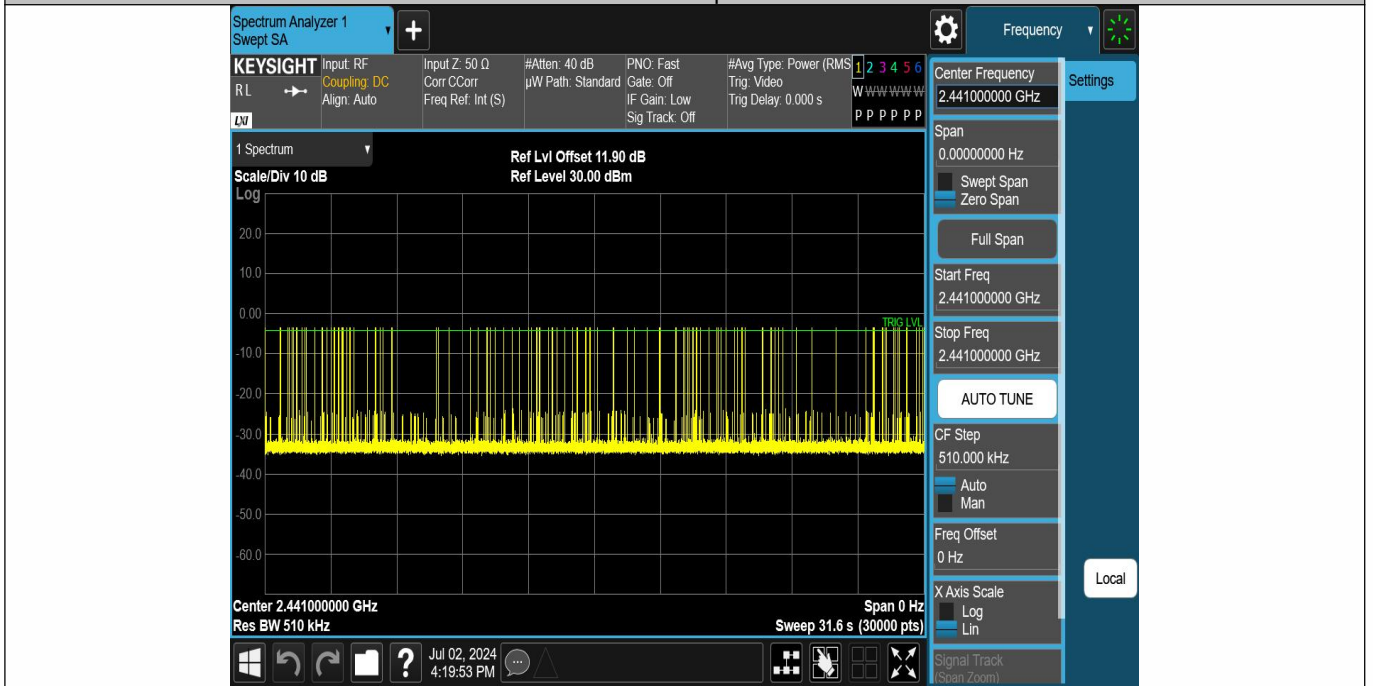 Spectrum Analyzer 1
Swept SA
+
Frequency
KEYSIGHT
R L
LXI
Input: RF
Coupling: DC
Align: Auto
Input Z: 50 Ω
Corr CCorr
Freq Ref: Int (S)
#Atten: 40 dB
µW Path: Standard
PNO: Fast
Gate: Off
IF Gain: Low
Sig Track: Off
#Avg Type: Power (RMS
Trig: Video
Trig Delay: 0.000 s
1 2 3 4 5 6
W W W W W W
P P P P P P
1 Spectrum
Scale/Div 10 dB
Ref Lvl Offset 11.90 dB
Ref Level 30.00 dBm
Log
20.0
10.0
0.00
TRIG LVL
-10.0
-20.0
-30.0
-40.0
-50.0
-60.0
Center 2.441000000 GHz
Res BW 510 kHz
Span 0 Hz
Sweep 31.6 s (30000 pts)
Center Frequency
2.441000000 GHz
Settings
Span
0.00000000 Hz
Swept Span
Zero Span
Full Span
Start Freq
2.441000000 GHz
Stop Freq
2.441000000 GHz
AUTO TUNE
CF Step
510.000 kHz
Auto
Man
Freq Offset
0 Hz
X Axis Scale
Log
Lin
Signal Track
(Span Zoom)
Local
?
Jul 02, 2024
4:19:53 PM